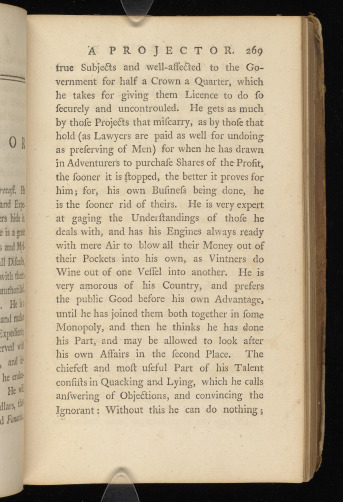 A PROJECTOR. 269
true Subjects and well-affected to the Go-
vernment for half a Crown a Quarter, which
he takes for giving them Licence to do ſo
ſecurely and uncontrouled. He gets as much
by thoſe Projects that miſcarry, as by thoſe that
hold (as Lawyers are paid as well for undoing
as preſerving of Men) for when he has drawn
in Adventurers to purchaſe Shares of the Profit,
the ſooner it is ſtopped, the better it proves for
him; for, his own Buſineſs being done, he
is the ſooner rid of theirs. He is very expert
at gaging the Underſtandings of thoſe he
deals with, and has his Engines always ready
with mere Air to blow all their Money out of
their Pockets into his own, as Vintners do
Wine out of one Veſſel into another. He is
very amorous of his Country, and prefers
the public Good before his own Advantage,
until he has joined them both together in ſome
Monopoly, and then he thinks he has done
his Part, and may be allowed to look after
his own Affairs in the ſecond Place. The
chiefeſt and moſt uſeful Part of his Talent
conſiſts in Quacking and Lying, which he calls
anſwering of Objections, and convincing the
Ignorant: Without this he can do nothing;